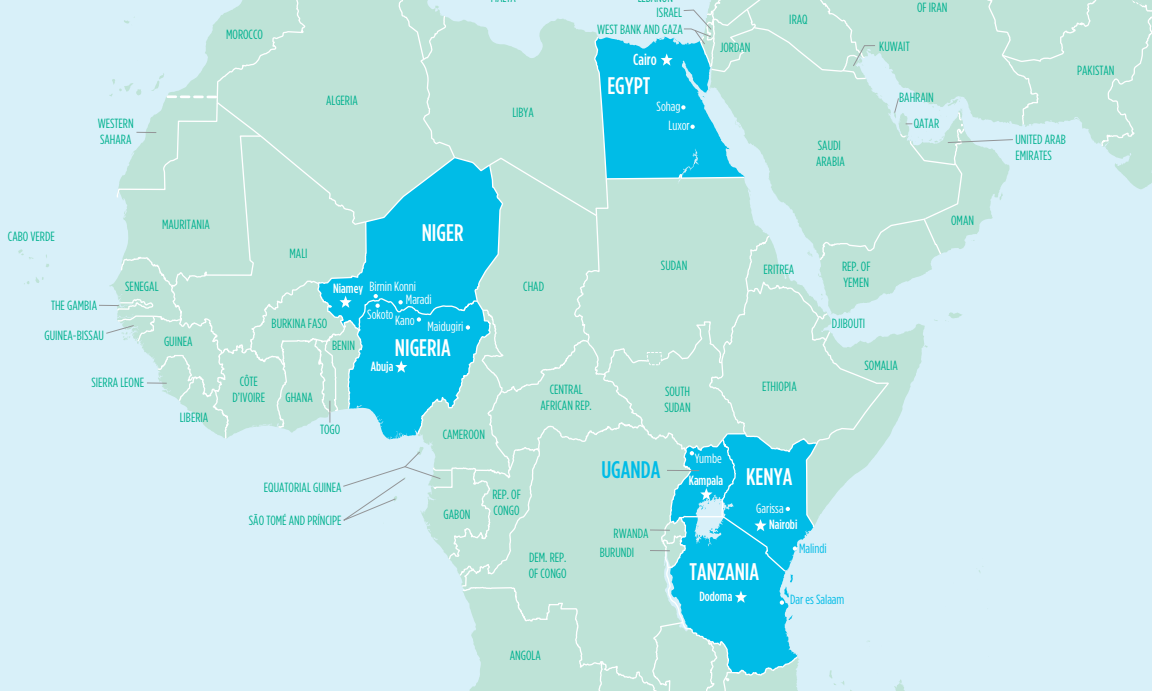 MALTA
LEBANON
ISRAEL
WEST BANK AND GAZA
MOROCCO
IRAQ
OF IRAN
JORDAN
KUWAIT
PAKISTAN
Cairo
EGYPT
ALGERIA
LIBYA
Sohag
Luxor
BAHRAIN
QATAR
WESTERN
SAHARA
SAUDI
ARABIA
UNITED ARAB
EMIRATES
MAURITANIA
CABO VERDE
NIGER
OMAN
MALI
SUDAN
ERITREA
REP. OF
YEMEN
SENEGAL
Niamey
Birnin Konni
Maradi
CHAD
THE GAMBIA
Sokoto
Kano
Maidugiri
GUINEA-BISSAU
BURKINA FASO
DJIBOUTI
GUINEA
BENIN
NIGERIA
Abuja
SOMALIA
SIERRA LEONE
CÔTE
D'IVOIRE
GHANA
CENTRAL
AFRICAN REP.
SOUTH
SUDAN
ETHIOPIA
LIBERIA
TOGO
CAMEROON
Yumbe
UGANDA
Kampala
KENYA
EQUATORIAL GUINEA
REP. OF
CONGO
GABON
Garissa
Nairobi
SÃO TOMÉ AND PRÍNCIPE
RWANDA
BURUNDI
Malindi
DEM. REP.
OF CONGO
TANZANIA
Dodoma
Dar es Salaam
ANGOLA